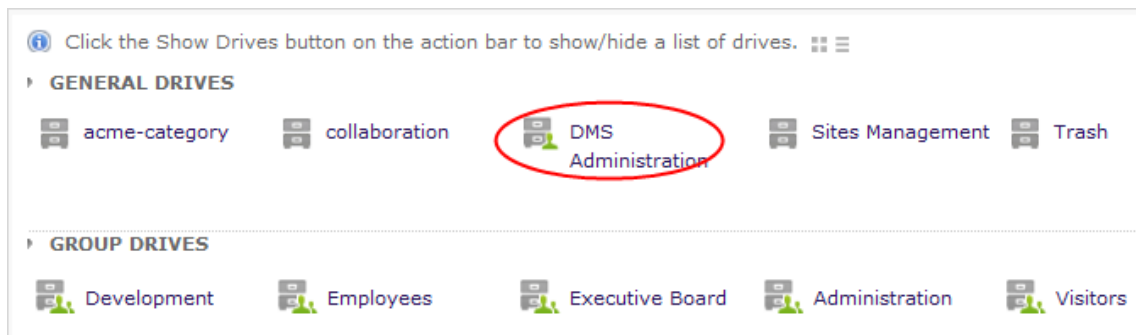 Click the Show Drives button on the action bar to show/hide a list of drives.
GENERAL DRIVES
acme-category collaboration DMS Administration Sites Management Trash
GROUP DRIVES
Development Employees Executive Board Administration Visitors